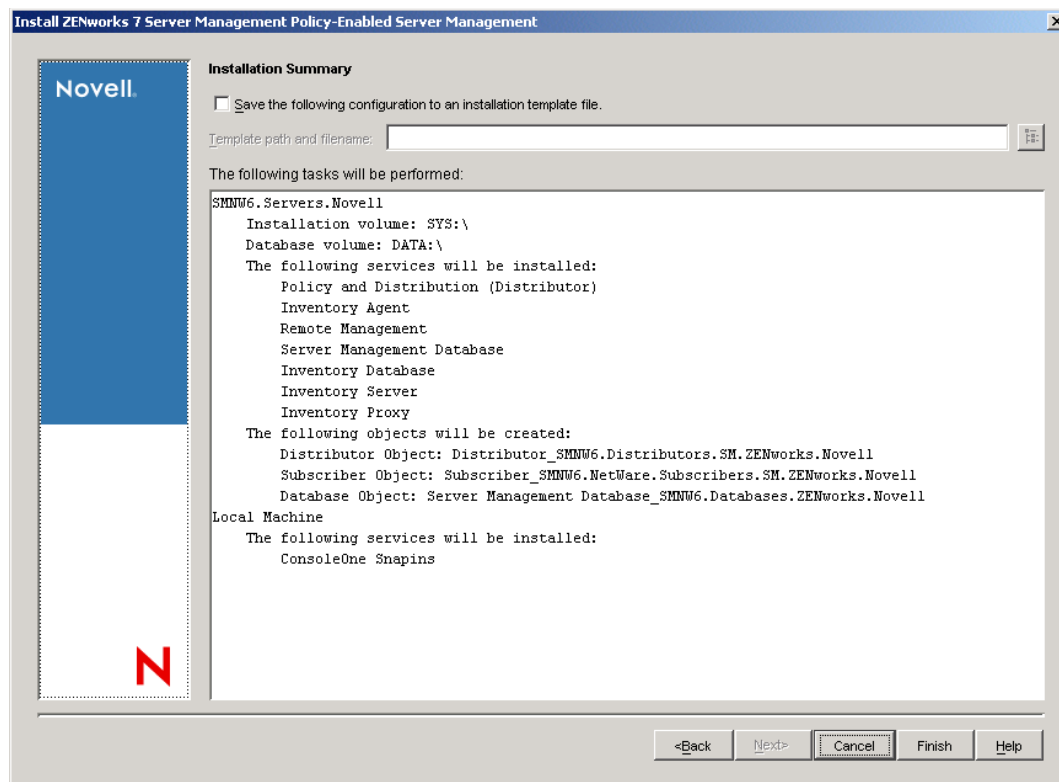 Install ZENworks 7 Server Management Policy-Enabled Server Management
Novell.
Installation Summary
Save the following configuration to an installation template file.
Template path and filename:
The following tasks will be performed:
SMNW6.Servers.Novell
Installation volume: SYS:\
Database volume: DATA:\
The following services will be installed:
Policy and Distribution (Distributor)
Inventory Agent
Remote Management
Server Management Database
Inventory Database
Inventory Server
Inventory Proxy
The following objects will be created:
Distributor Object: Distributor_SMNW6.Distributors.SM.ZENworks.Novell
Subscriber Object: Subscriber_SMNW6.NetWare.Subscribers.SM.ZENworks.Novell
Database Object: Server Management Database_SMNW6.Databases.ZENworks.Novell
Local Machine
The following services will be installed:
ConsoleOne Snapins
N
<Back Next> Cancel Finish Help